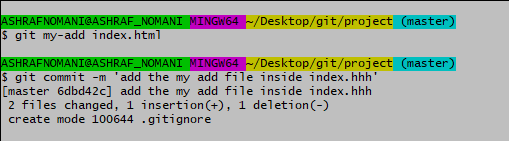 ASHRAFNOMANI@ASHRAF_NOMANI MINGW64 ~/Desktop/git/project (master)
$ git my-add index.html
ASHRAFNOMANI@ASHRAF_NOMANI MINGW64 ~/Desktop/git/project (master)
$ git commit -m 'add the my add file inside index.hhh'
[master 6dbd42c] add the my add file inside index.hhh
 2 files changed, 1 insertion(+), 1 deletion(-)
 create mode 100644 .gitignore